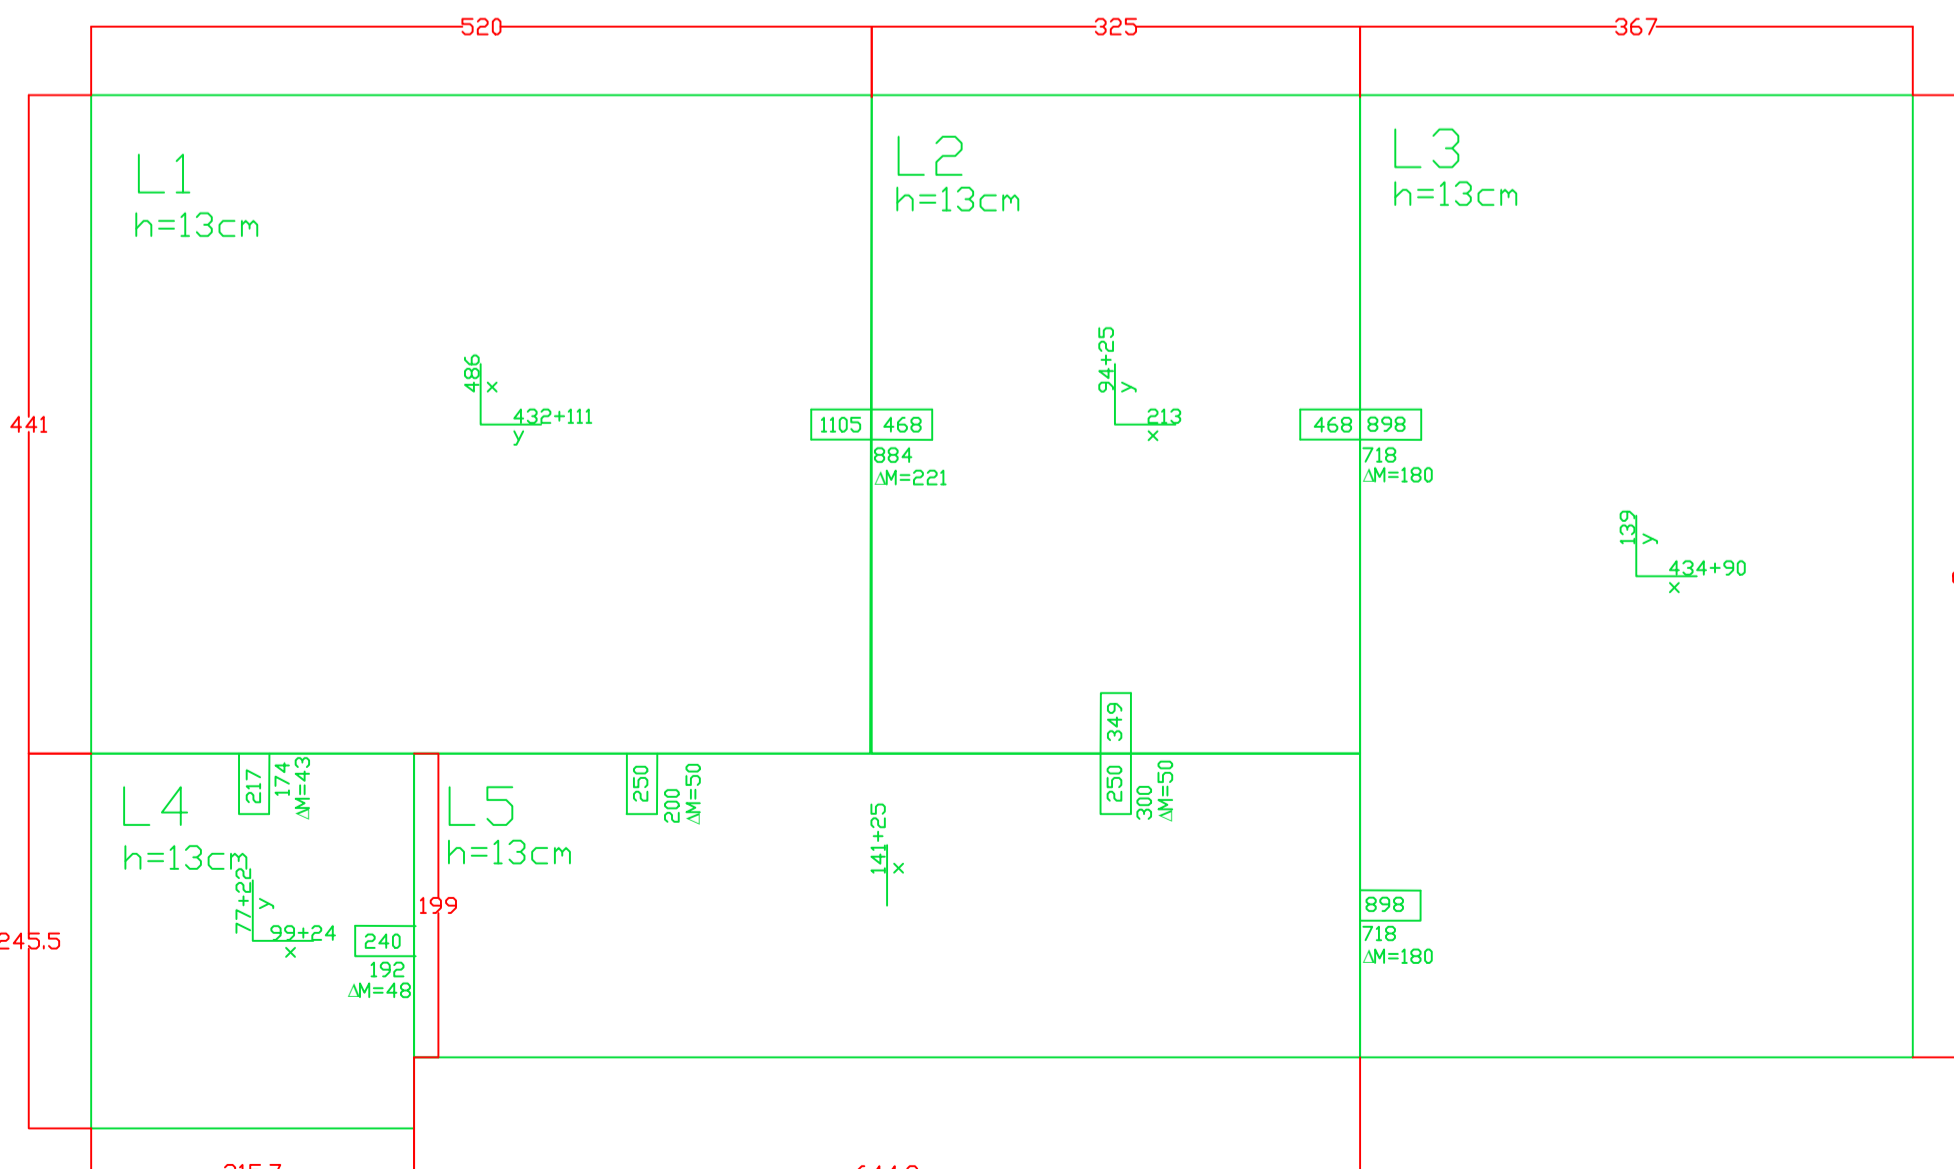 520
325
367
L1
h=13cm
L2
h=13cm
L3
h=13cm
441
486
x
432+111
y
94+25
y
213
x
1105
468
884
ΔM=221
468
898
718
ΔM=180
139
y
434+90
x
349
250
300
ΔM=50
217
174
ΔM=43
L4
h=13cm
77+22
y
99+24
x
240
192
ΔM=48
245.5
199
L5
h=13cm
250
200
ΔM=50
141+25
x
898
718
ΔM=180